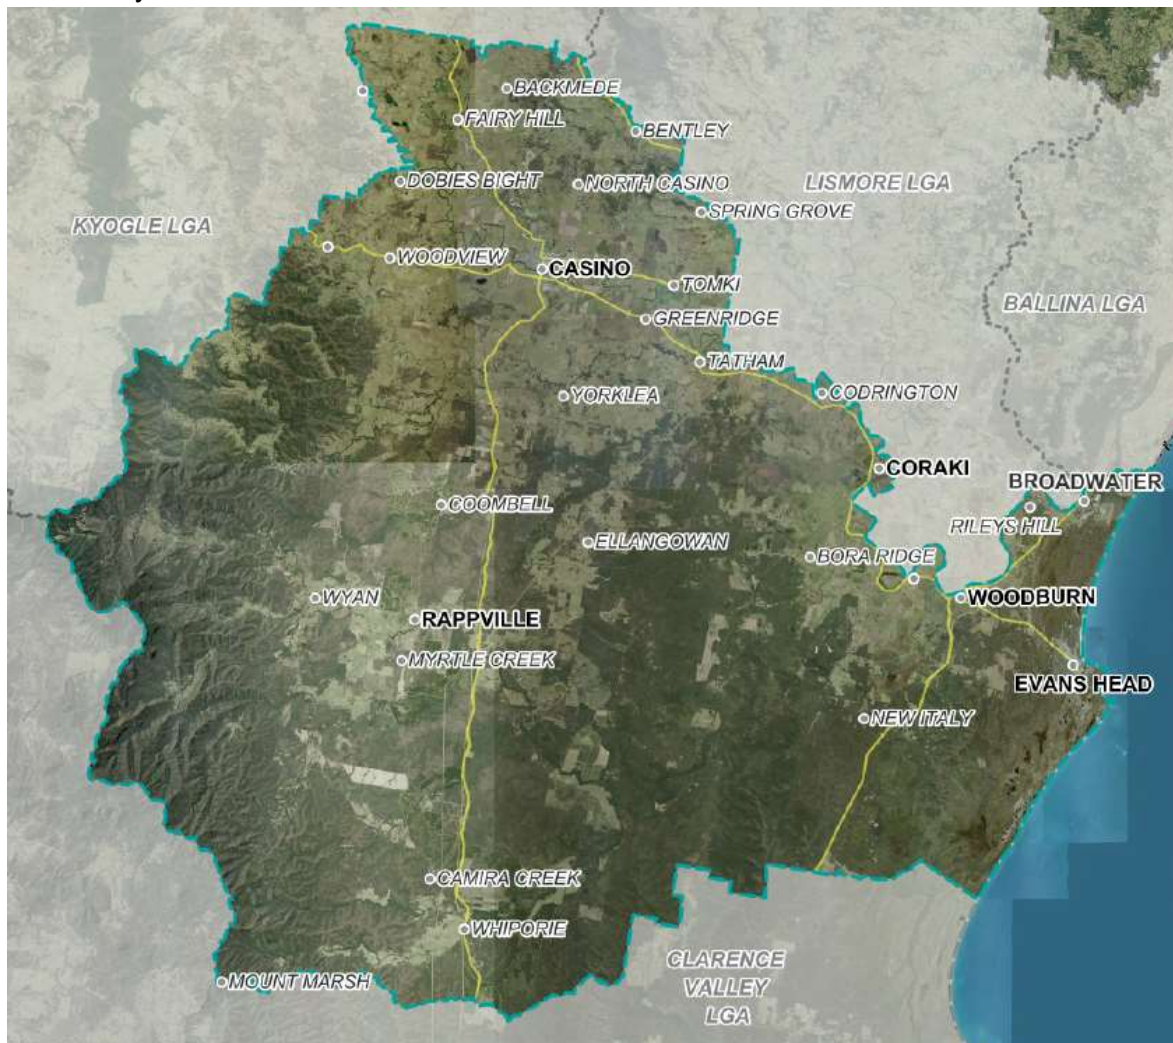 BACKMEDE
FAIRY HILL
BENTLEY
DOBIES BIGHT
NORTH CASINO
LISMORE LGA
SPRING GROVE
KYOGLE LGA
WOODVIEW
CASINO
TOMKI
BALLINA LGA
GREENRIDGE
TATHAM
YORKLEA
CODRINGTON
CORAKI
BROADWATER
COOMBELL
RILEYS HILL
ELLANGOWAN
BORA RIDGE
WYAN
WOODBURN
RAPPVILLE
MYRTLE CREEK
EVANS HEAD
NEW ITALY
CAMIRA CREEK
WHIPORIE
CLARENCE
VALLEY
LGA
MOUNT MARSH